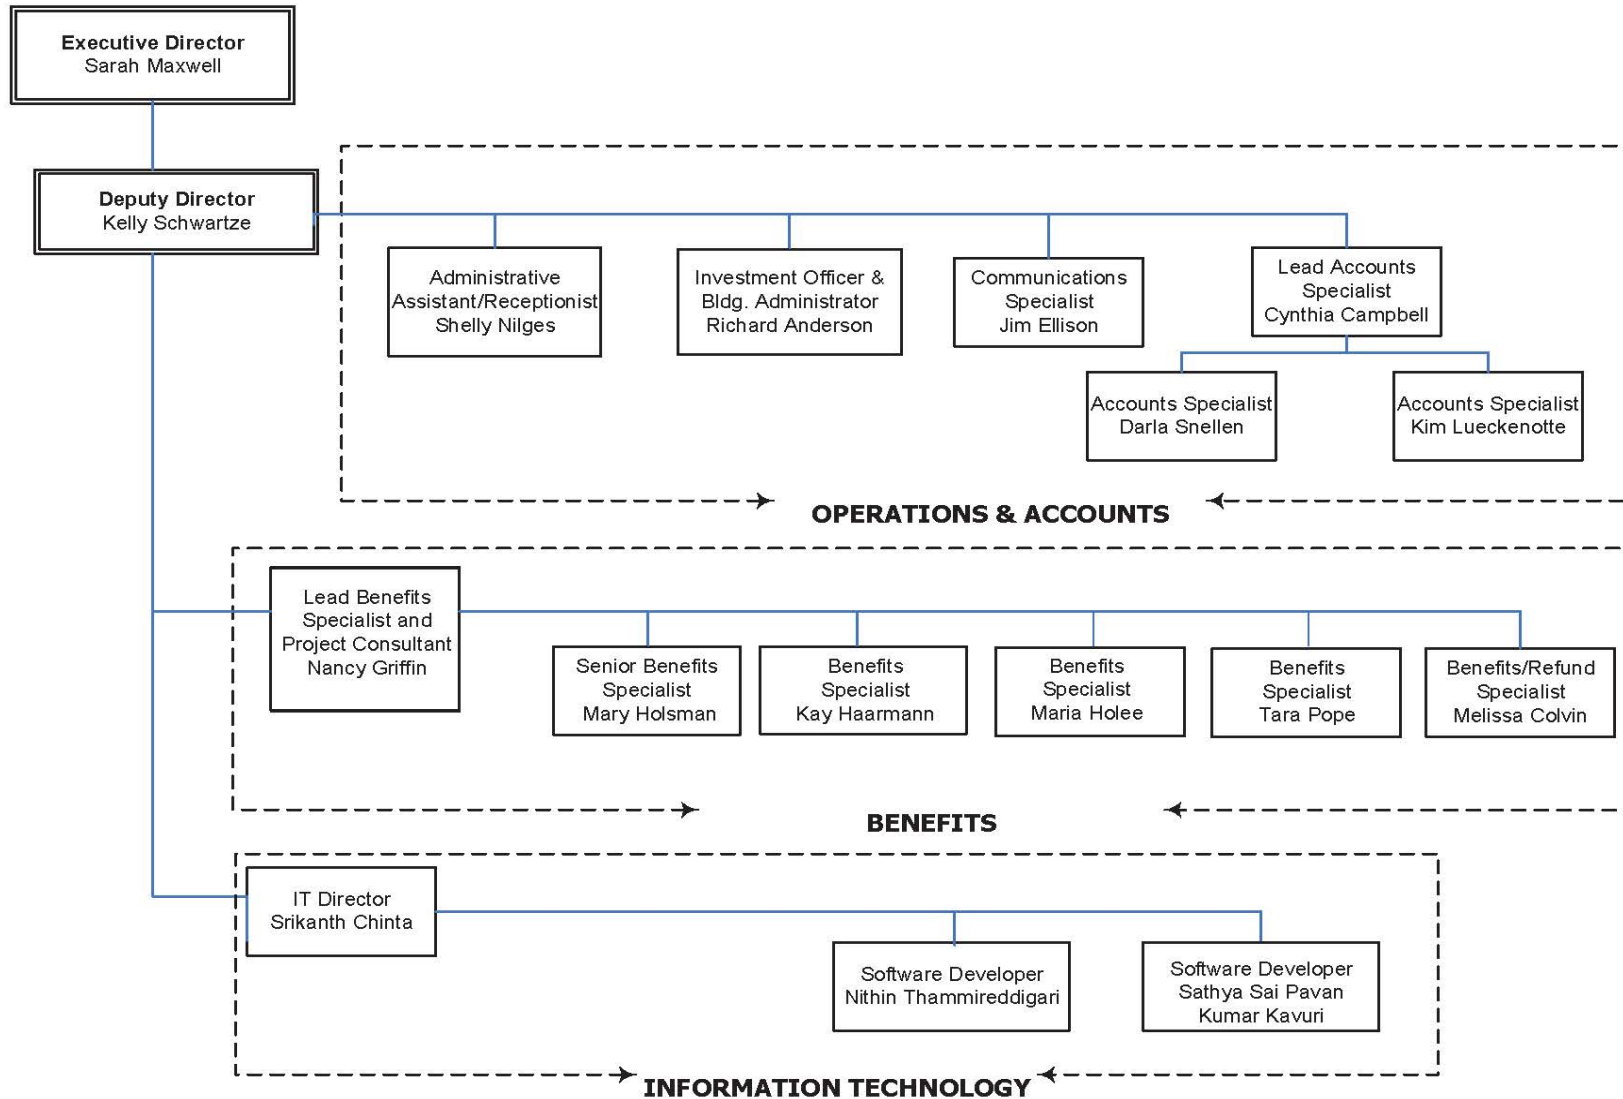 Executive Director
Sarah Maxwell
Deputy Director
Kelly Schwartze
Administrative
Assistant/Receptionist
Shelly Nilges
Investment Officer &
Bldg. Administrator
Richard Anderson
Communications
Specialist
Jim Ellison
Lead Accounts
Specialist
Cynthia Campbell
Accounts Specialist
Darla Snellen
Accounts Specialist
Kim Lueckenotte
OPERATIONS & ACCOUNTS
Lead Benefits
Specialist and
Project Consultant
Nancy Griffin
Senior Benefits
Specialist
Mary Holsman
Benefits
Specialist
Kay Haarmann
Benefits
Specialist
Maria Holee
Benefits
Specialist
Tara Pope
Benefits/Refund
Specialist
Melissa Colvin
BENEFITS
IT Director
Srikanth Chinta
Software Developer
Nithin Thammireddigari
Software Developer
Sathya Sai Pavan
Kumar Kavuri
INFORMATION TECHNOLOGY